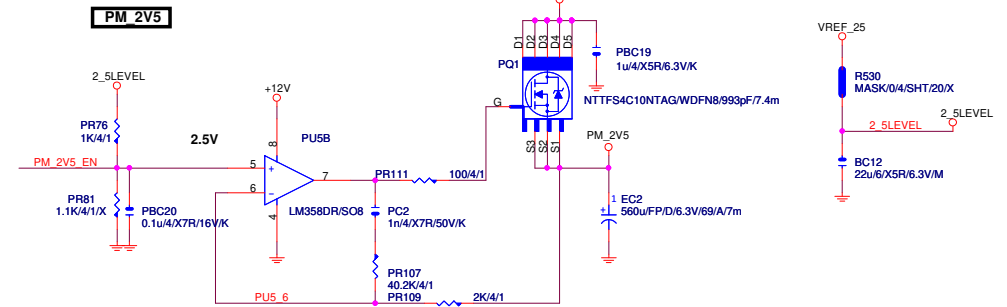 PM_2V5
2_5LEVEL
+12V
PR76
1K/4/1
2.5V
PU5B
PM_2V5_EN
PR81
1.1K/4/1/X
PBC20
0.1u/4/X7R/16V/K
5
+
6
-
8
4
7
LM358DR/SO8
PR111
100/4/1
PC2
1n/4/X7R/50V/K
PR107
40.2K/4/1
PR109
2K/4/1
PU5_6
D1
D2
D3
D4
D5
PQ1
G
S3
S2
S1
NTTFS4C10NTAG/WDFN8/993pF/7.4m
PBC19
1u/4/X5R/6.3V/K
PM_2V5
1
+
EC2
560u/FP/D/6.3V/69/A/7m
VREF_25
R530
MASK/0/4/SHT/20/X
2_5LEVEL
2_5LEVEL
BC12
22u/6/X5R/6.3V/M